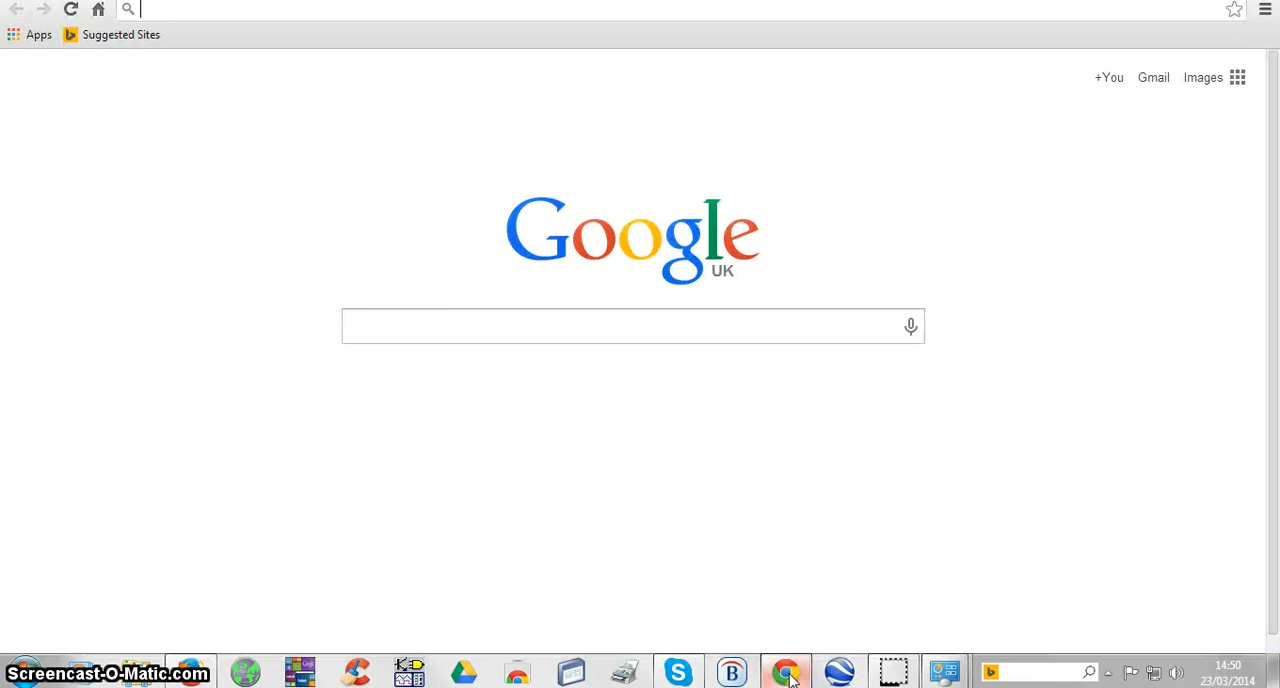 Apps Suggested Sites
+You Gmail Images
Google
UK
B
14:50
23/03/2014
Screencast-O-Matic.com